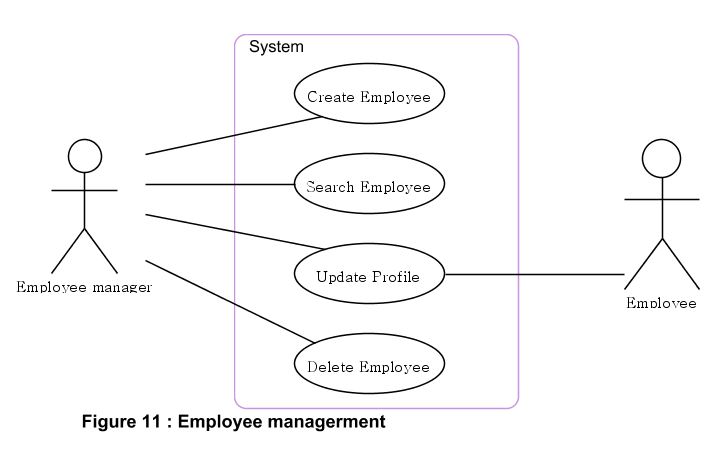 System
Create Employee
Search Employee
Update Profile
Delete Employee
Employee manager
Employee
Figure 11 : Employee managerment